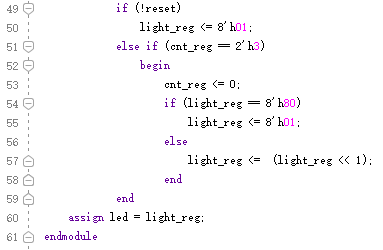 49 if (!reset)
50 light_reg <= 8'h01;
51 else if (cnt_reg == 2'h3)
52 begin
53 cnt_reg <= 0;
54 if (light_reg == 8'h80)
55 light_reg <= 8'h01;
56 else
57 light_reg <=  (light_reg << 1);
58 end
59 end
60 assign led = light_reg;
61 endmodule